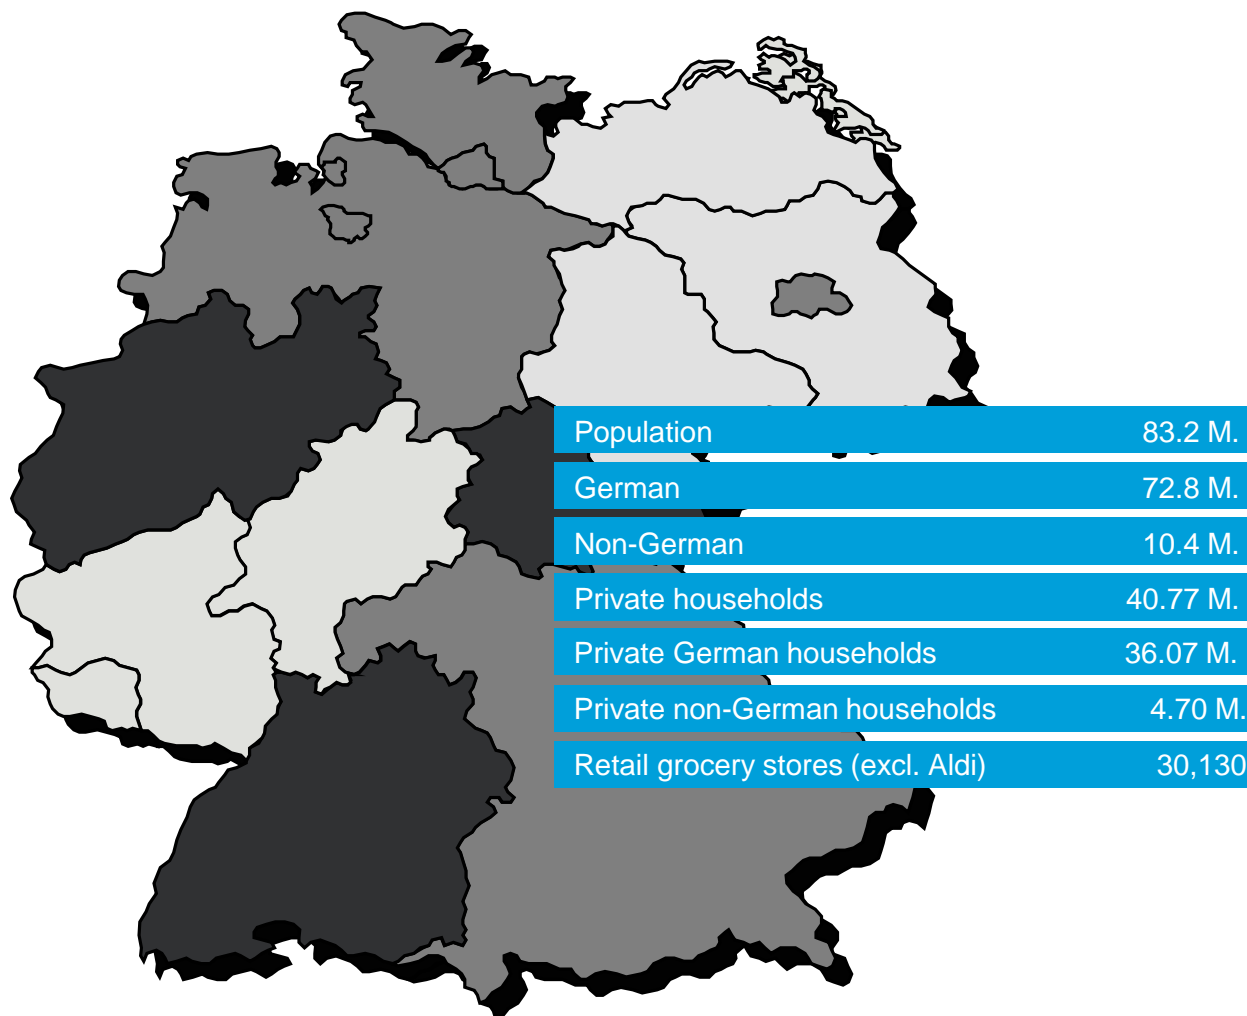 Population 83.2 M.
German 72.8 M.
Non-German 10.4 M.
Private households 40.77 M.
Private German households 36.07 M.
Private non-German households 4.70 M.
Retail grocery stores (excl. Aldi) 30,130